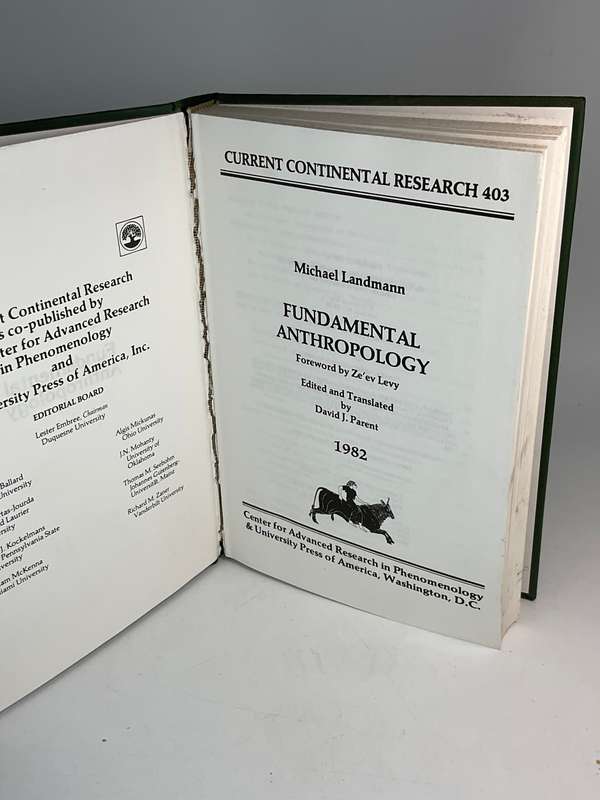 t Continental Research
s co-published by
ter for Advanced Research
in Phenomenology
and
versity Press of America, Inc.
EDITORIAL BOARD
Lester Embree, Chairman
Duquesne University
Ballard
University
tas-Jourda
d Laurier
ersity
J. Kockelmans
Pennsylvania State
niversity
am McKenna
iami University
Algis Mickunas
Ohio University
J.N. Mohanty
University of
Oklahoma
Thomas M. Seebohm
Johannes Gutenberg-
Universität, Mainz
Richard M. Zaner
Vanderbilt University
CURRENT CONTINENTAL RESEARCH 403
Michael Landmann
FUNDAMENTAL
ANTHROPOLOGY
Foreword by Ze'ev Levy
Edited and Translated
by
David J. Parent
1982
Center for Advanced Research in Phenomenology
& University Press of America, Washington, D.C.